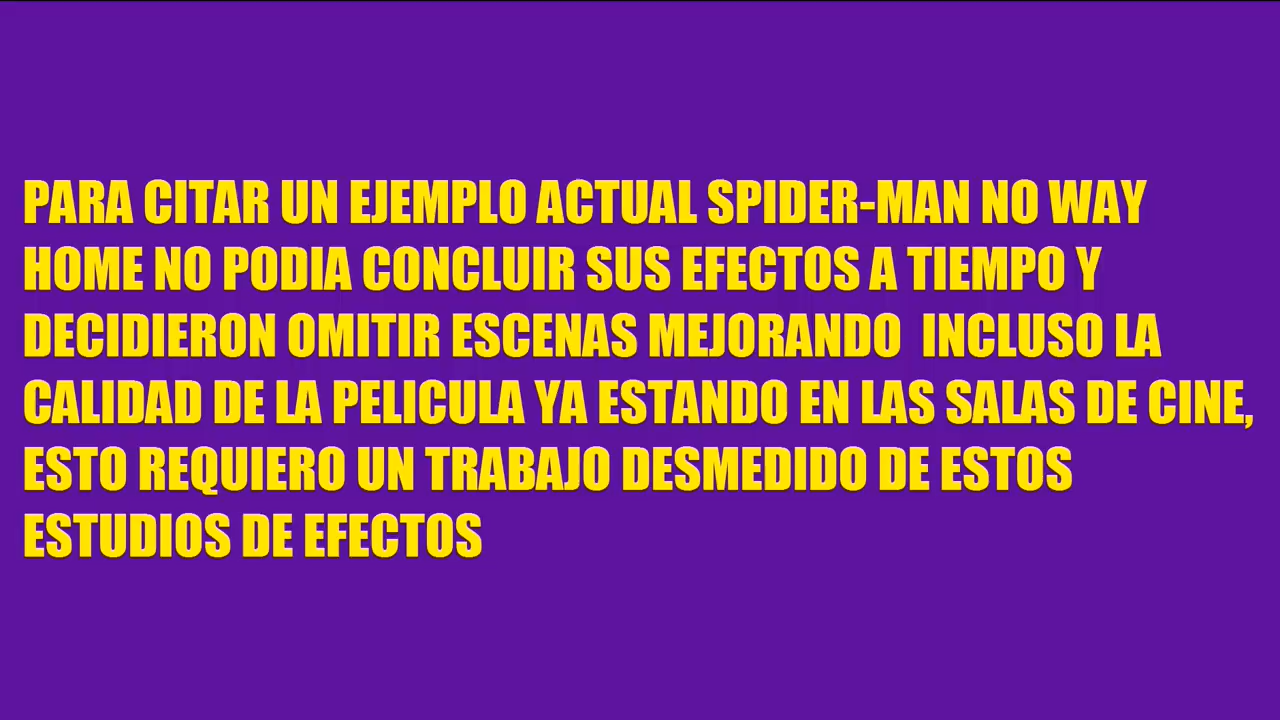 PARA CITAR UN EJEMPLO ACTUAL SPIDER-MAN NO WAY
HOME NO PODIA CONCLUIR SUS EFECTOS A TIEMPO Y
DECIDIERON OMITIR ESCENAS MEJORANDO  INCLUSO LA
CALIDAD DE LA PELICULA YA ESTANDO EN LAS SALAS DE CINE,
ESTO REQUIERO UN TRABAJO DESMEDIDO DE ESTOS
ESTUDIOS DE EFECTOS